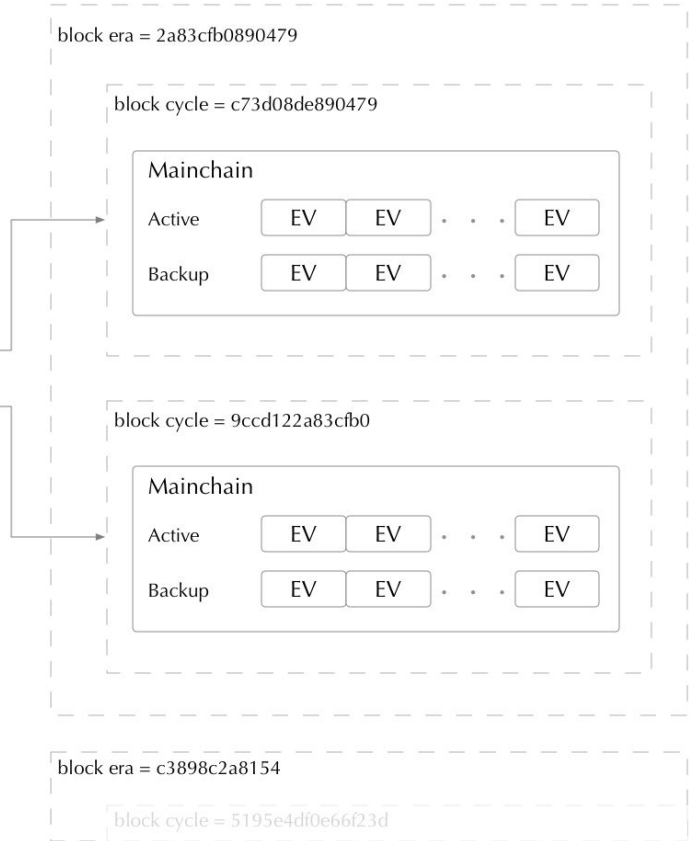 block era = 2a83cfb0890479
block cycle = c73d08de890479
Mainchain
Active EV EV . . . EV
Backup EV EV . . . EV
block cycle = 9ccd122a83cfb0
Mainchain
Active EV EV . . . EV
Backup EV EV . . . EV
block era = c3898c2a8154
block cycle = 5195e4df0e66f23d